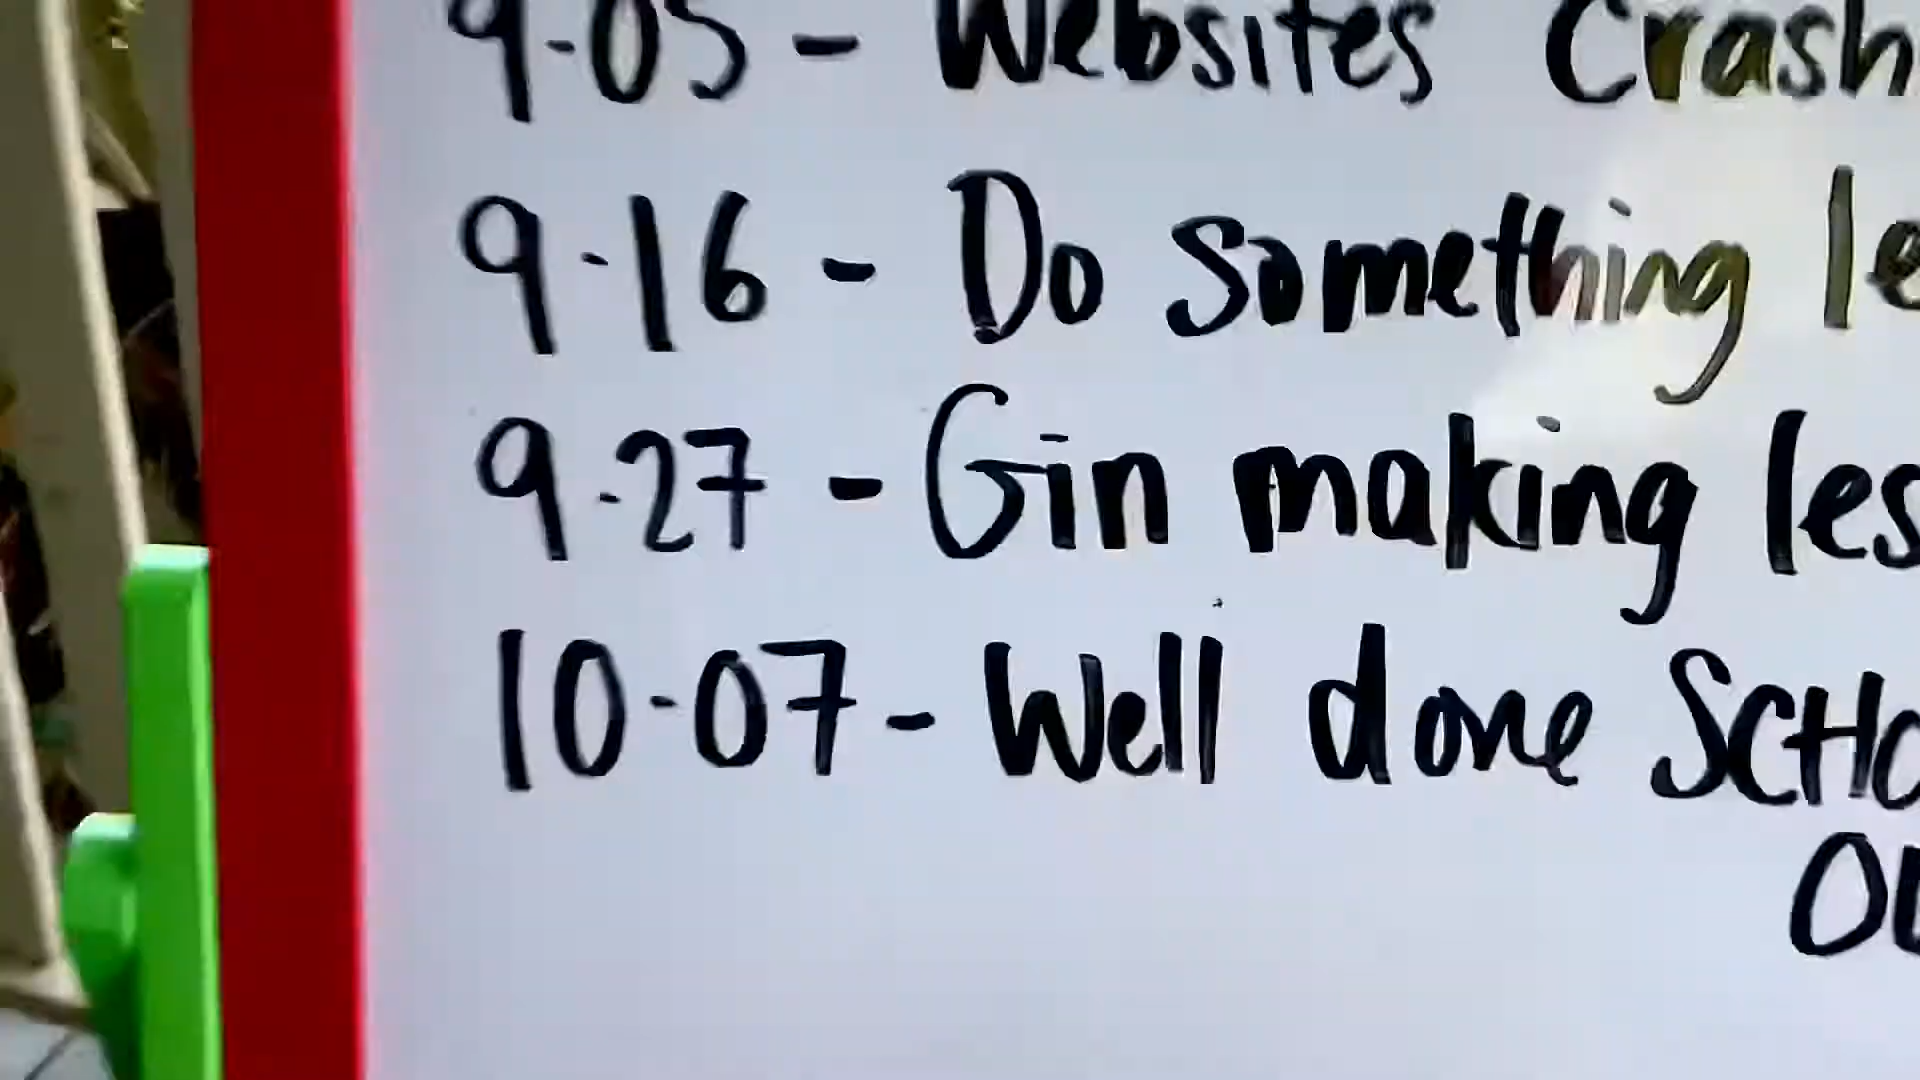 9.05 - Websites Crash
9.16 - Do something le
9.27 - Gin making les
10.07 - Well done SCHO